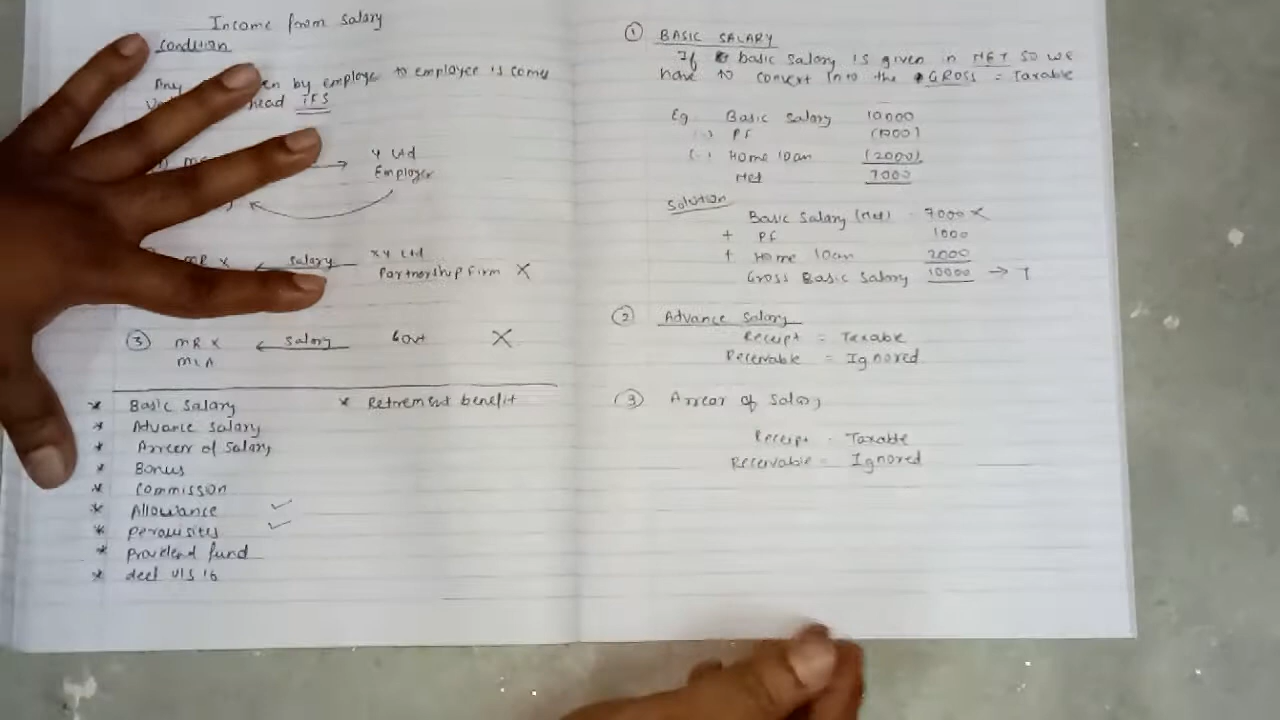 Income from Salary
Condition
Any en by employe to employee is comes
head IFS
Y Ltd
Employer
MR X salary XY Ltd
Partnership Firm X
③ MR X salary Govt X
MLA
* Basic salary * Retirement benefit
* Advance salary
* Arrear of salary
* Bonus
* Commission
* Allowance ✓
* perquisites ✓
* provident fund
* ded U/S 16
① BASIC SALARY
If basic salary is given in NET so we
have to convert into the GROSS = Taxable
Eg Basic salary 10000
(-) PF (1000)
(-) Home loan (2000)
Net 7000
Solution
Basic salary (net) 7000 X
+ PF 1000
+ Home loan 2000
Gross Basic salary 10000 → T
② Advance Salary
Receipt = Taxable
Receivable = Ignored
③ Arrear of salary
Receipt = Taxable
Receivable = Ignored